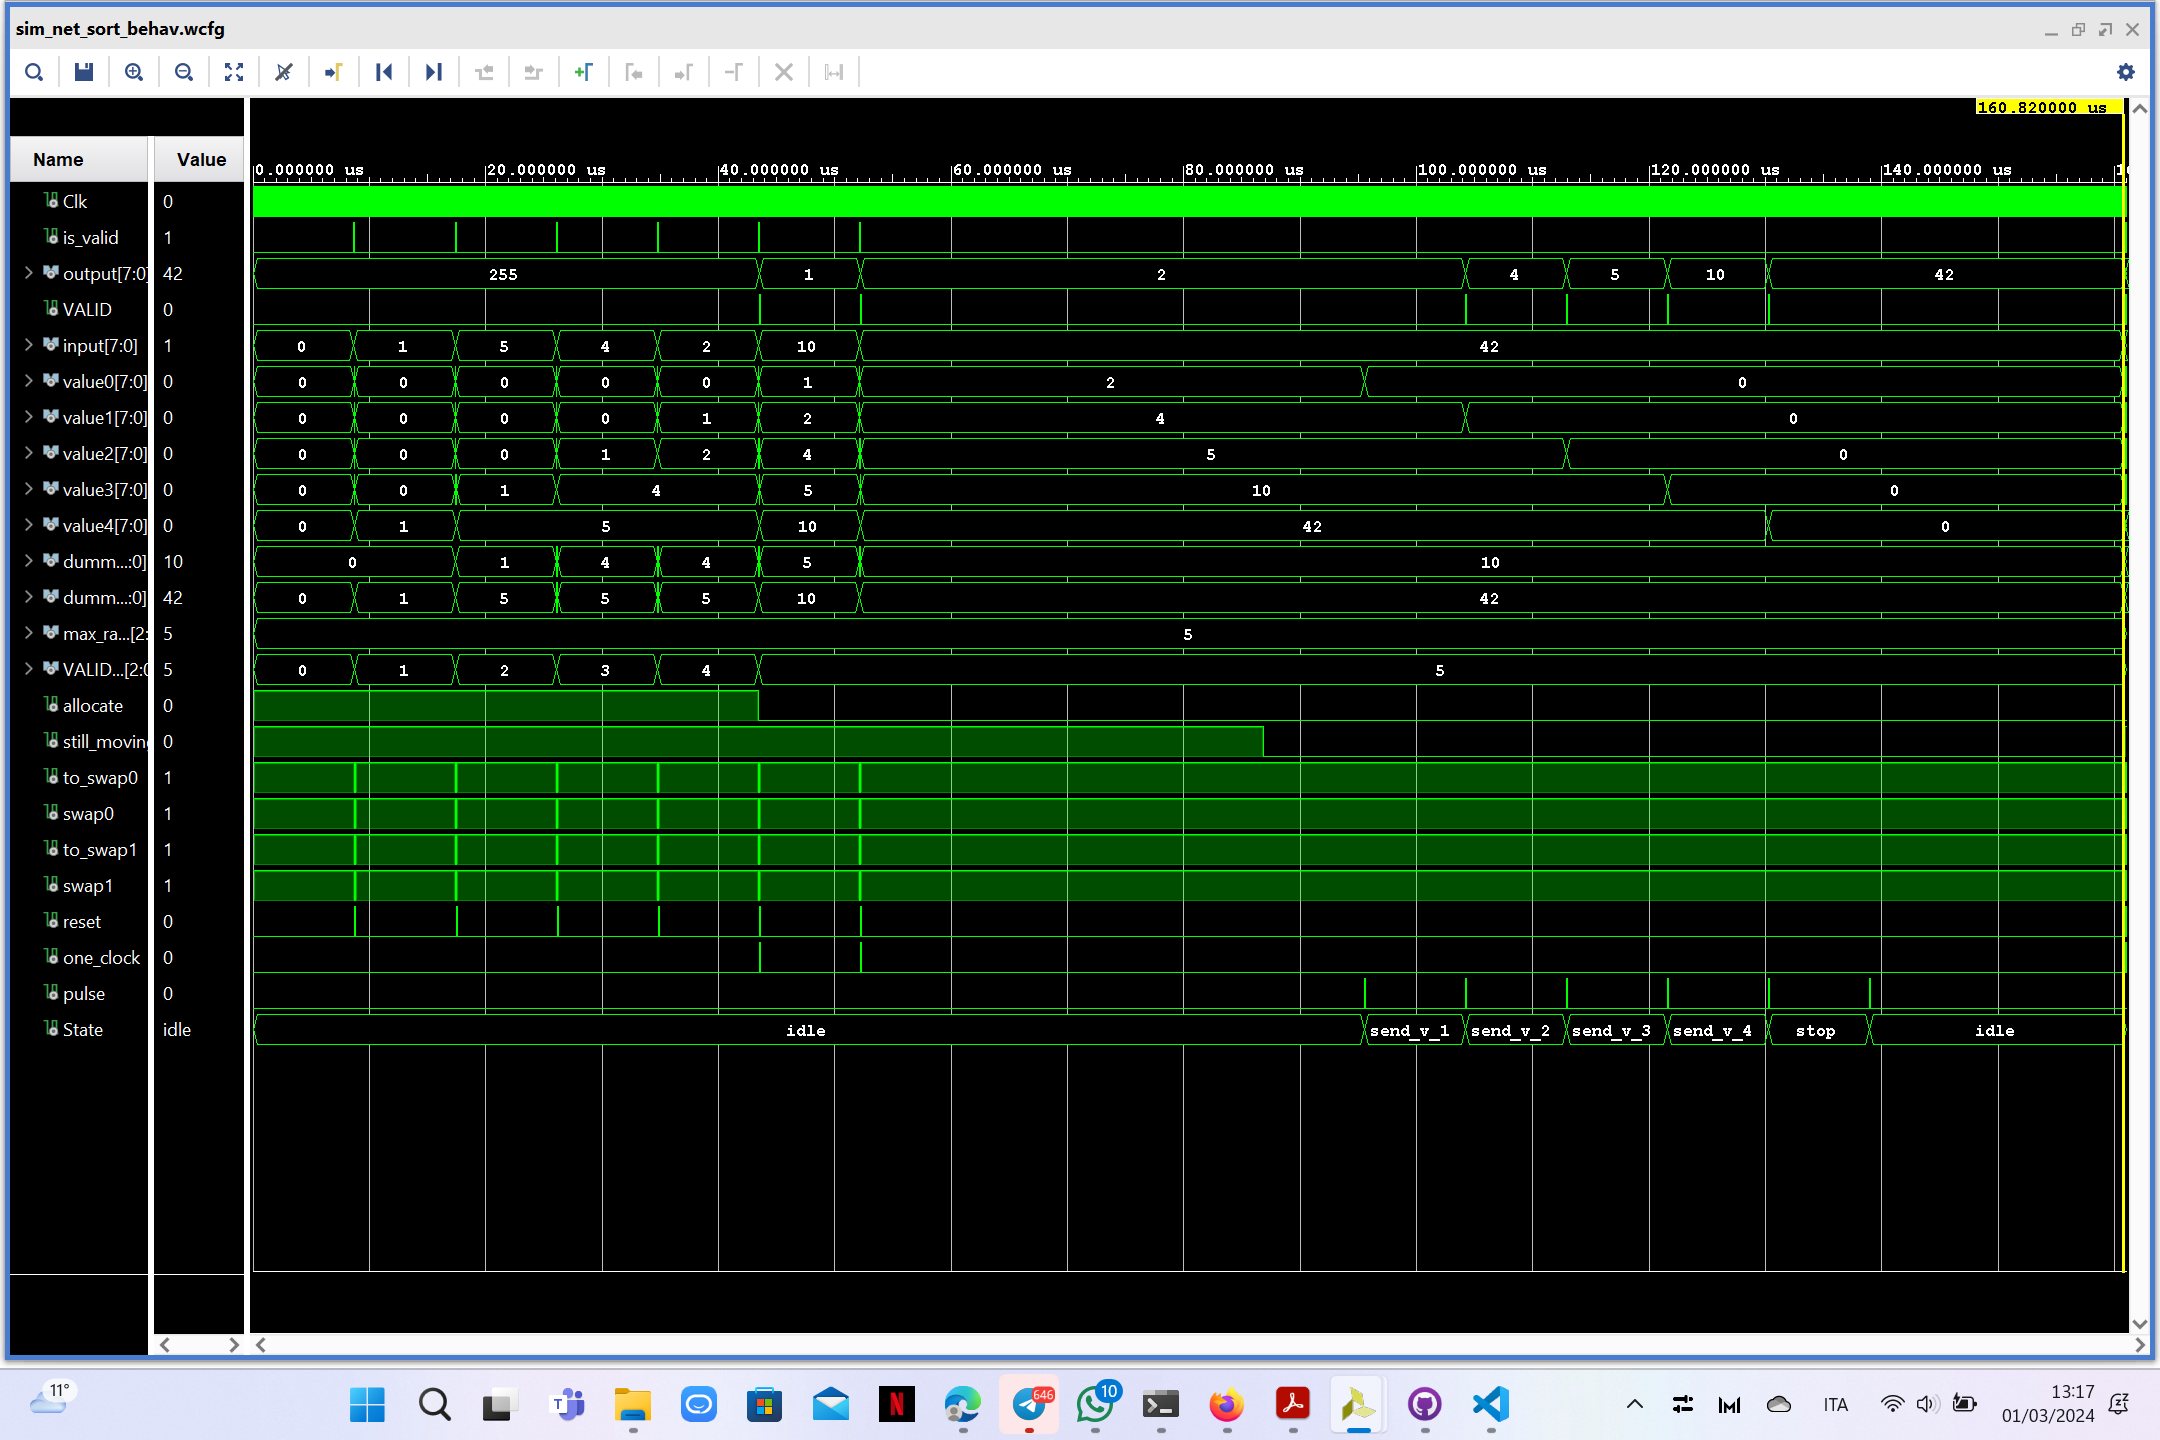 sim_net_sort_behav.wcfg
160.820000 us
Name Value
0.000000 us 20.000000 us 40.000000 us 60.000000 us 80.000000 us 100.000000 us 120.000000 us 140.000000 us
Clk 0
is_valid 1
output[7:0] 42 255 1 2 4 5 10 42
VALID 0
input[7:0] 1 0 1 5 4 2 10 42
value0[7:0] 0 0 0 0 0 0 1 2 0
value1[7:0] 0 0 0 0 0 1 2 4 0
value2[7:0] 0 0 0 0 1 2 4 5 0
value3[7:0] 0 0 0 1 4 5 10 0
value4[7:0] 0 0 1 5 10 42 0
dumm...:0] 10 0 1 4 4 5 10
dumm...:0] 42 0 1 5 5 5 10 42
max_ra...[2: 5 5
VALID...[2:0 5 0 1 2 3 4 5
allocate 0
still_moving 0
to_swap0 1
swap0 1
to_swap1 1
swap1 1
reset 0
one_clock 0
pulse 0
State idle idle send_v_1 send_v_2 send_v_3 send_v_4 stop idle
11°
646
10
ITA
13:17
01/03/2024